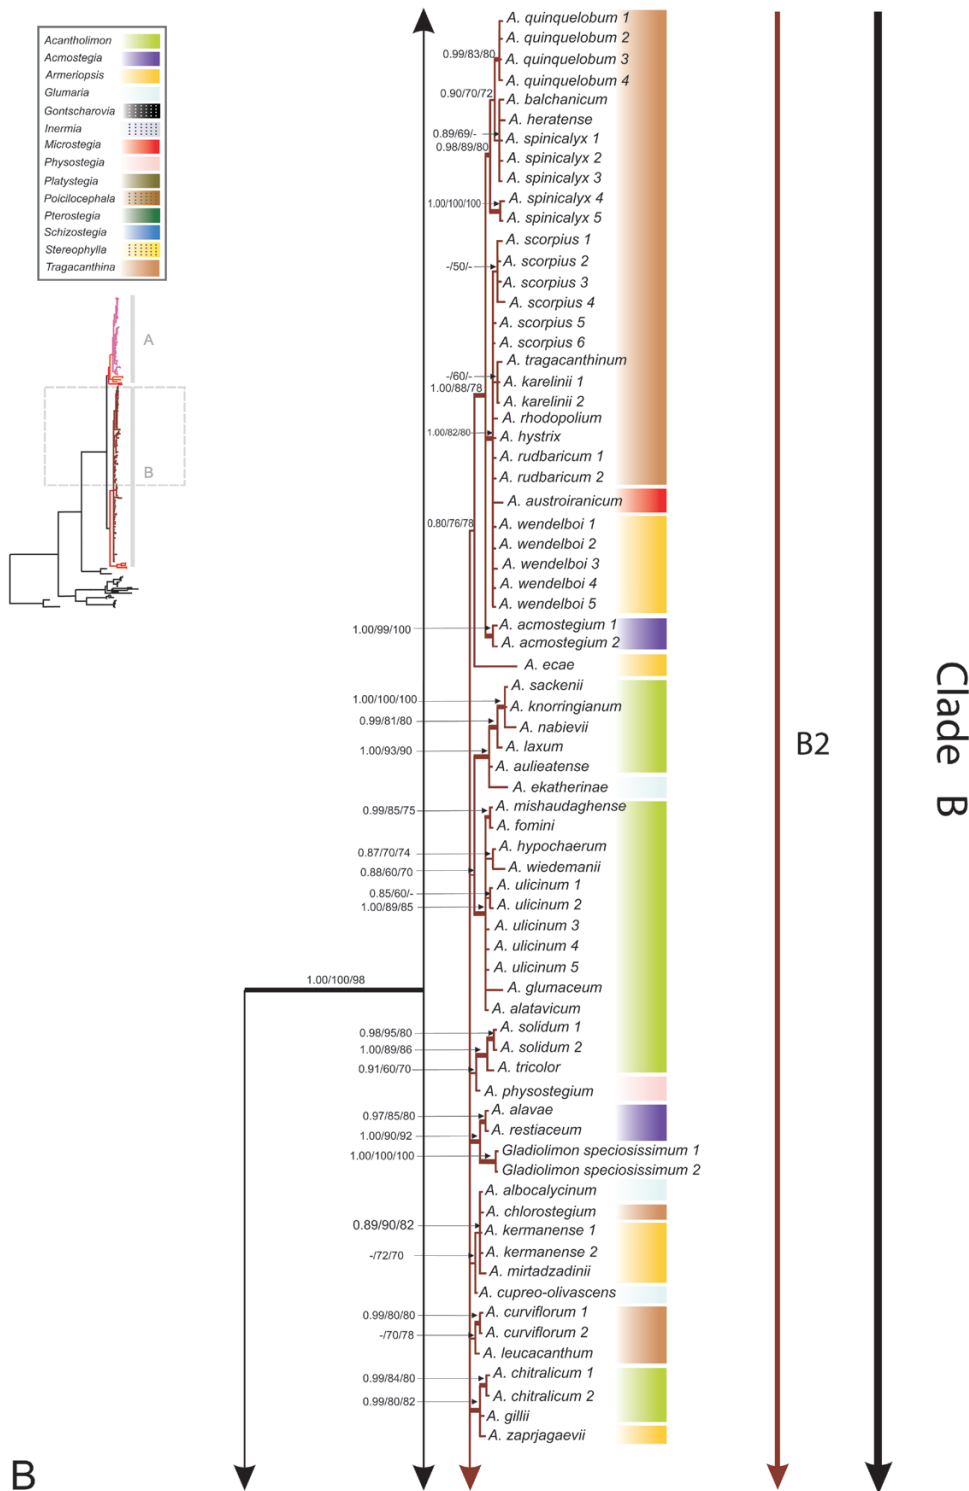 Acantholimon
Acmostegia
Armeriopsis
Glumaria
Gontscharovia
Inermia
Microstegia
Physostegia
Platystegia
Poicilocephala
Pterostegia
Schizostegia
Stereophylla
Tragacanthina
A
B
A. quinquelobum 1
A. quinquelobum 2
0.99/83/80
A. quinquelobum 3
A. quinquelobum 4
0.90/70/72
A. balchanicum
A. heratense
0.89/69/-
A. spinicalyx 1
0.98/89/80
A. spinicalyx 2
A. spinicalyx 3
1.00/100/100
A. spinicalyx 4
A. spinicalyx 5
A. scorpius 1
A. scorpius 2
-/50/-
A. scorpius 3
A. scorpius 4
A. scorpius 5
A. scorpius 6
A. tragacanthinum
-/60/-
A. karelinii 1
1.00/88/78
A. karelinii 2
A. rhodopolium
1.00/82/80
A. hystrix
A. rudbaricum 1
A. rudbaricum 2
A. austroiranicum
0.80/76/78
A. wendelboi 1
A. wendelboi 2
A. wendelboi 3
A. wendelboi 4
A. wendelboi 5
1.00/99/100
A. acmostegium 1
A. acmostegium 2
A. ecae
A. sackenii
1.00/100/100
A. knorringianum
0.99/81/80
A. nabievii
1.00/93/90
A. laxum
A. aulieatense
A. ekatherinae
0.99/85/75
A. mishaudaghense
A. fomini
0.87/70/74
A. hypochaerum
0.88/60/70
A. wiedemanii
0.85/60/-
A. ulicinum 1
1.00/89/85
A. ulicinum 2
A. ulicinum 3
A. ulicinum 4
A. ulicinum 5
1.00/100/98
A. glumaceum
A. alatavicum
0.98/95/80
A. solidum 1
1.00/89/86
A. solidum 2
0.91/60/70
A. tricolor
A. physostegium
0.97/85/80
A. alavae
1.00/90/92
A. restiaceum
1.00/100/100
Gladiolimon speciosissimum 1
Gladiolimon speciosissimum 2
A. albocalycinum
A. chlorostegium
0.89/90/82
A. kermanense 1
-/72/70
A. kermanense 2
A. mirtadzadinii
A. cupreo-olivascens
0.99/80/80
A. curviflorum 1
-/70/78
A. curviflorum 2
A. leucacanthum
0.99/84/80
A. chitralicum 1
0.99/80/82
A. chitralicum 2
A. gillii
A. zaprjagaevii
B2
Clade B
B